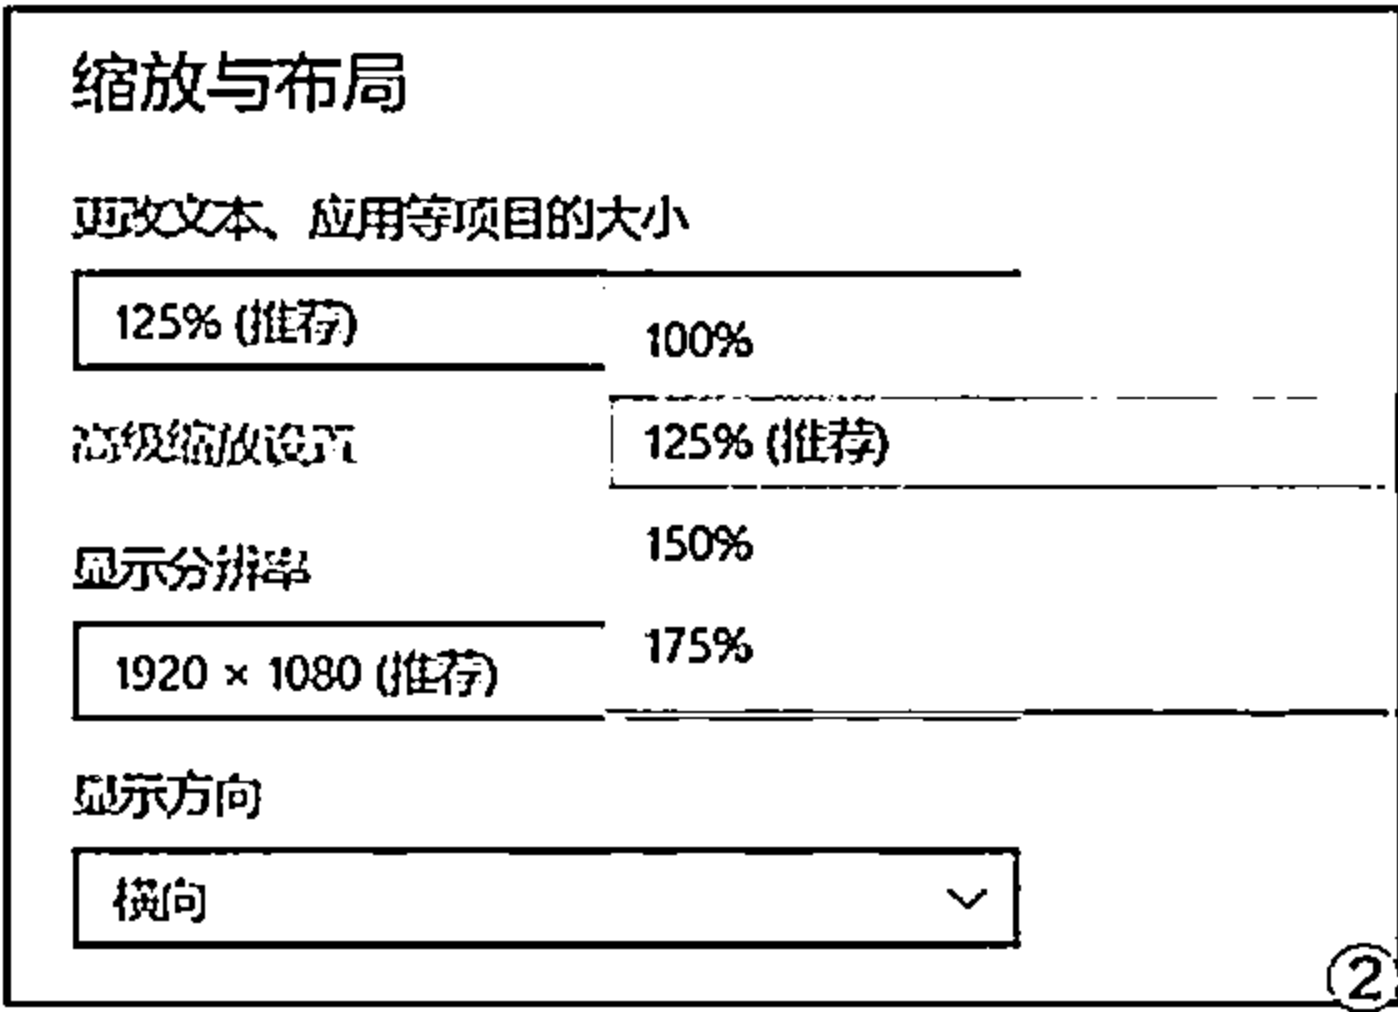 缩放与布局
更改文本、应用等项目的大小
125% (推荐)
100%
125% (推荐)
150%
175%
高级缩放设置
显示分辨率
1920 × 1080 (推荐)
显示方向
横向
②